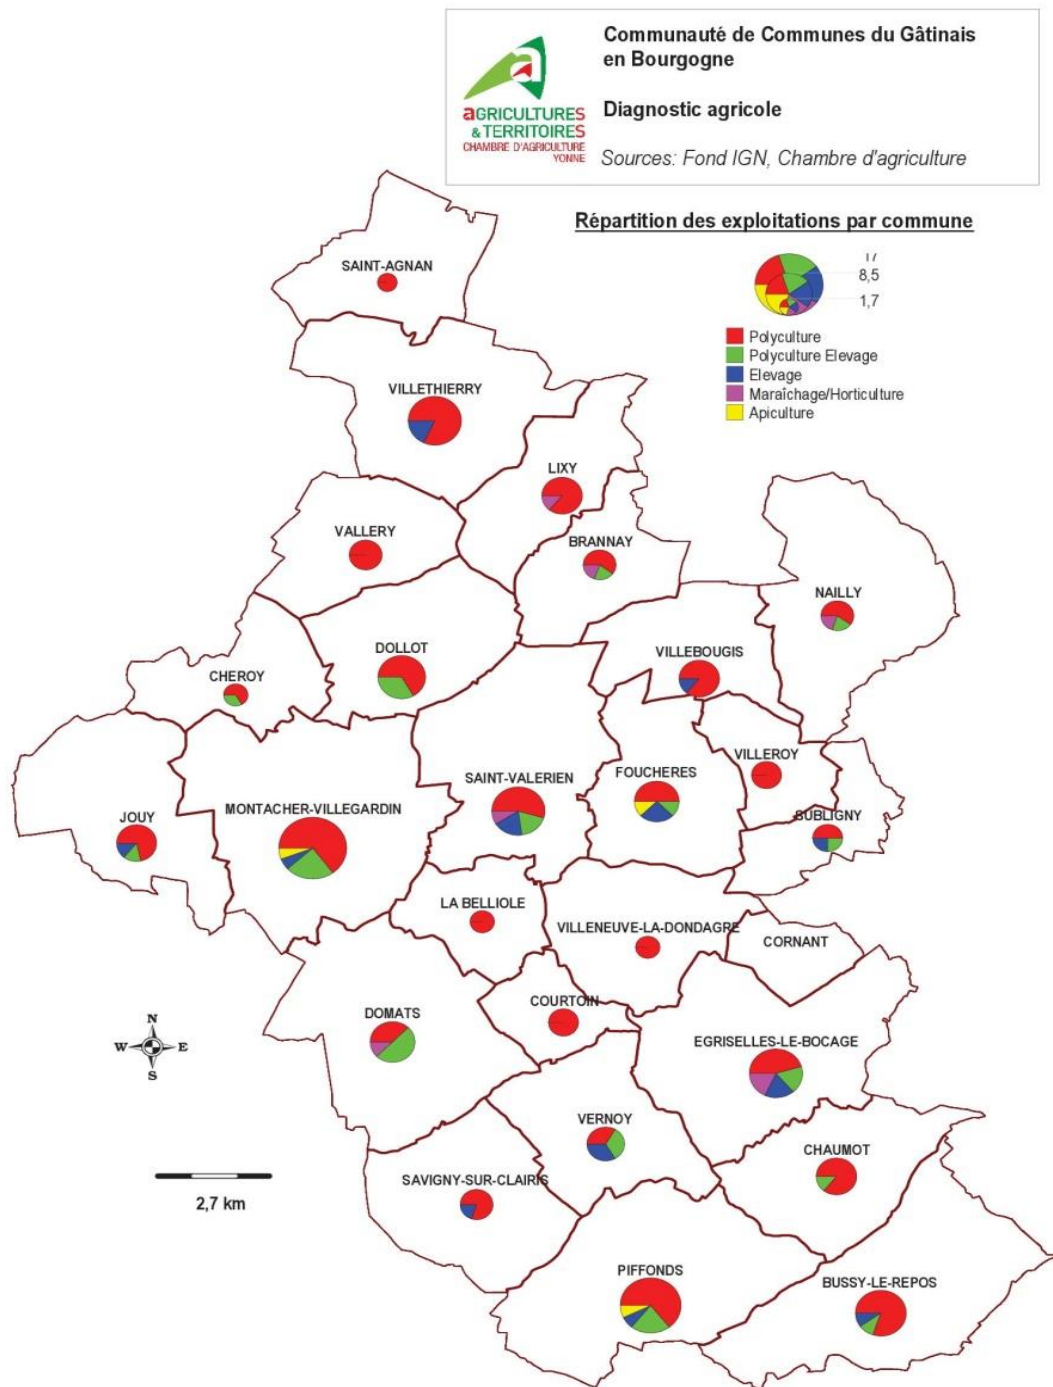 Communauté de Communes du Gâtinais
en Bourgogne
Diagnostic agricole
Sources: Fond IGN, Chambre d'agriculture
aGRICULTURES
& TERRITOIRES
CHAMBRE D'AGRICULTURE
YONNE
Répartition des exploitations par commune
17
8,5
1,7
Polyculture
Polyculture Elevage
Elevage
Maraîchage/Horticulture
Apiculture
SAINT-AGNAN
VILLETHIERRY
LIXY
VALLERY
BRANNAY
NAILLY
DOLLOT
VILLEBOUGIS
CHEROY
VILLEROY
SAINT-VALERIEN
FOUCHERES
MONTACHER-VILLEGARDIN
JOUY
SUBLIGNY
LA BELLIOLE
VILLENEUVE-LA-DONDAGRE
CORNANT
COURTOIN
DOMATS
EGRISELLES-LE-BOCAGE
N
W E
S
VERNOY
CHAUMOT
SAVIGNY-SUR-CLAIRIS
2,7 km
PIFFONDS
BUSSY-LE-REPOS